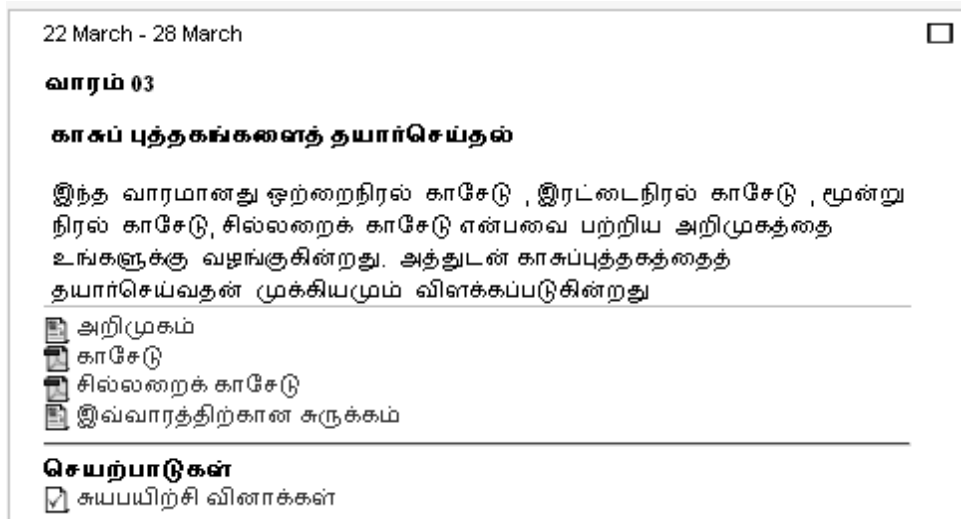 22 March - 28 March
வாரம் 03
காசுப் புத்தகங்களைத் தயார்செய்தல்
இந்த வாரமானது ஒற்றைநிரல் காசேடு , இரட்டைநிரல் காசேடு , மூன்று
நிரல் காசேடு, சில்லறைக் காசேடு என்பவை பற்றிய அறிமுகத்தை
உங்களுக்கு வழங்குகின்றது. அத்துடன் காசுப்புத்தகத்தைத்
தயார்செய்வதன் முக்கியமும் விளக்கப்படுகின்றது
அறிமுகம்
காசேடு
சில்லறைக் காசேடு
இவ்வாரத்திற்கான சுருக்கம்
செயற்பாடுகள்
சுயபயிற்சி வினாக்கள்